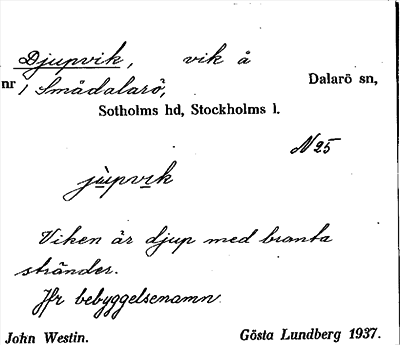 Djupvik, vik å
nr 1 Smådalarö, Dalarö sn,
Sotholms hd, Stockholms l.
N 25
jùpvik
Viken är djup med branta
stränder.
Jfr bebyggelsenamn.
John Westin. Gösta Lundberg 1937.